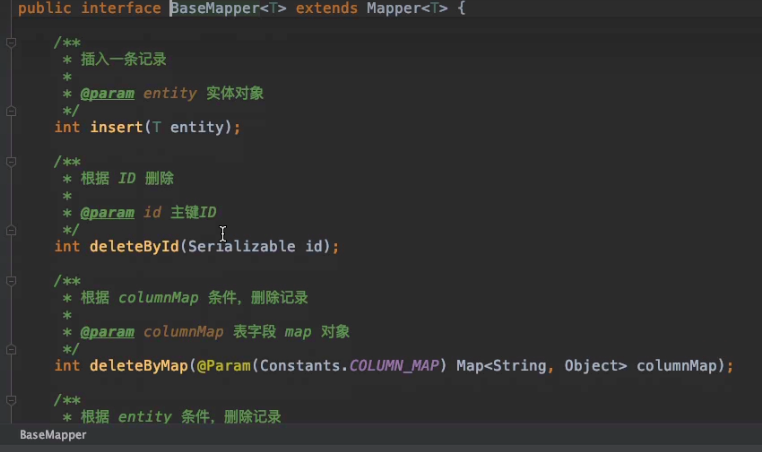 public interface BaseMapper<T> extends Mapper<T> {
/**
* 插入一条记录
*
* @param entity 实体对象
*/
int insert(T entity);
/**
* 根据 ID 删除
*
* @param id 主键ID
*/
int deleteById(Serializable id);
/**
* 根据 columnMap 条件，删除记录
*
* @param columnMap 表字段 map 对象
*/
int deleteByMap(@Param(Constants.COLUMN_MAP) Map<String, Object> columnMap);
/**
* 根据 entity 条件，删除记录
BaseMapper